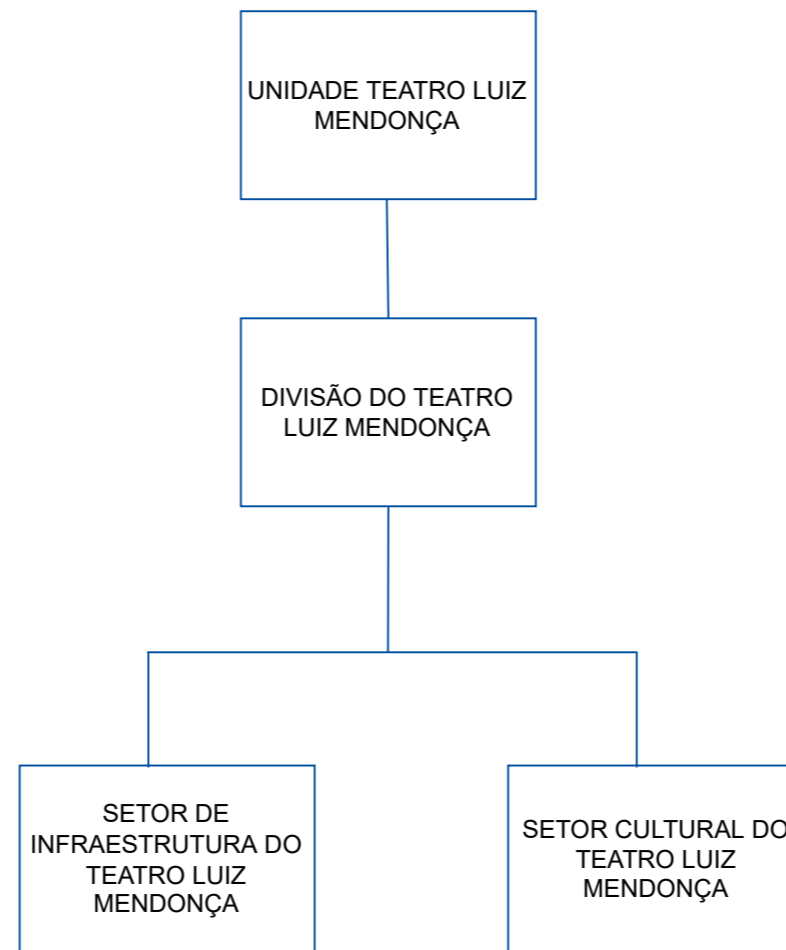 UNIDADE TEATRO LUIZ
MENDONÇA
DIVISÃO DO TEATRO
LUIZ MENDONÇA
SETOR DE
INFRAESTRUTURA DO
TEATRO LUIZ
MENDONÇA
SETOR CULTURAL DO
TEATRO LUIZ
MENDONÇA